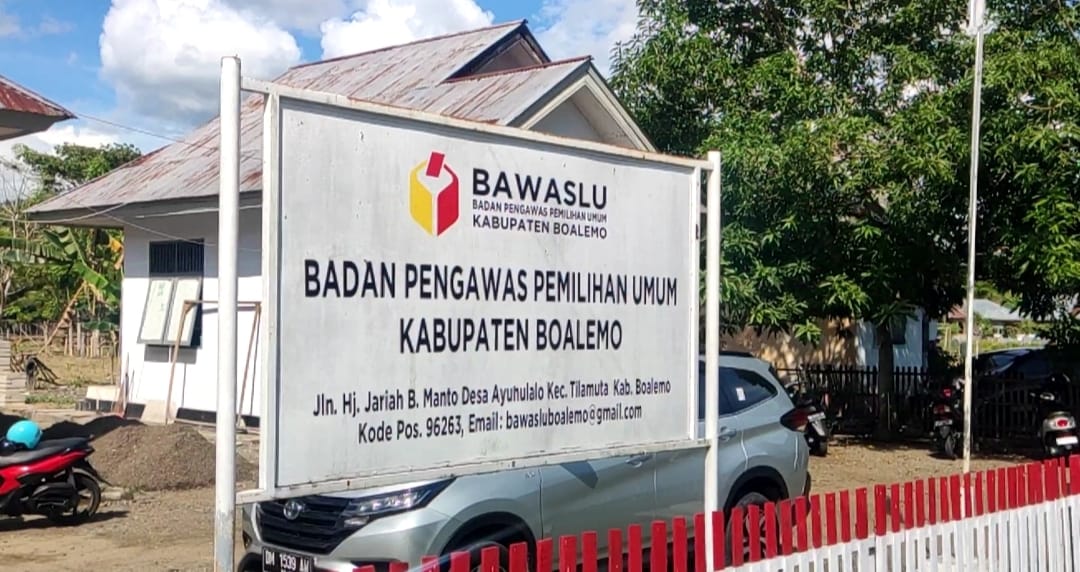 BAWASLU
BADAN PENGAWAS PEMILIHAN UMUM
KABUPATEN BOALEMO
BADAN PENGAWAS PEMILIHAN UMUM
KABUPATEN BOALEMO
Jln. Hj. Jariah B. Manto Desa Ayuhulalo Kec. Tilamuta Kab. Boalemo
Kode Pos. 96263, Email : bawasluboalemo@gmail.com
DM 1539 AM